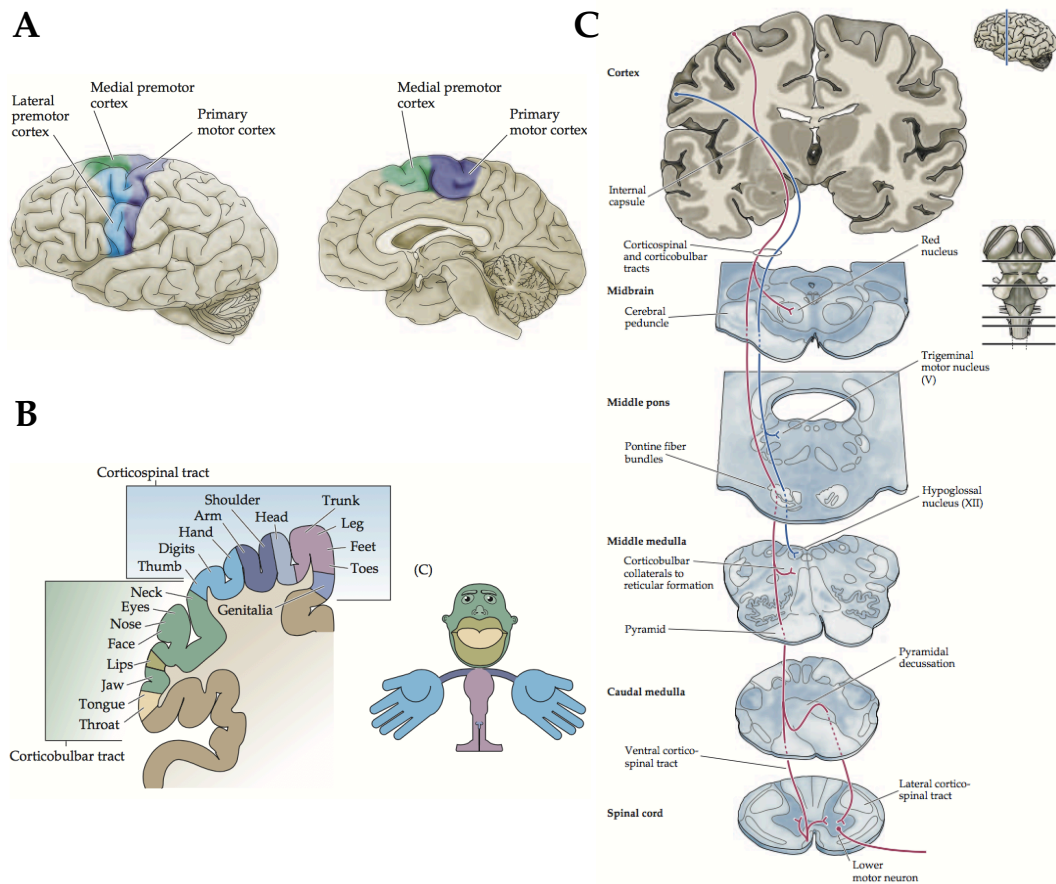 A
Medial premotor
cortex
Lateral
premotor
cortex
Primary
motor cortex
Medial premotor
cortex
Primary
motor cortex
B
Corticospinal tract
Shoulder
Trunk
Arm
Head
Leg
Hand
Feet
Digits
Toes
Thumb
Neck
Genitalia
Eyes
Nose
Face
Lips
Jaw
Tongue
Throat
Corticobulbar tract
(C)
C
Cortex
Internal
capsule
Corticospinal
and corticobulbar
tracts
Red
nucleus
Midbrain
Cerebral
peduncle
Trigeminal
motor nucleus
(V)
Middle pons
Pontine fiber
bundles
Hypoglossal
nucleus (XII)
Middle medulla
Corticobulbar
collaterals to
reticular formation
Pyramid
Pyramidal
decussation
Caudal medulla
Ventral cortico-
spinal tract
Lateral cortico-
spinal tract
Spinal cord
Lower
motor neuron